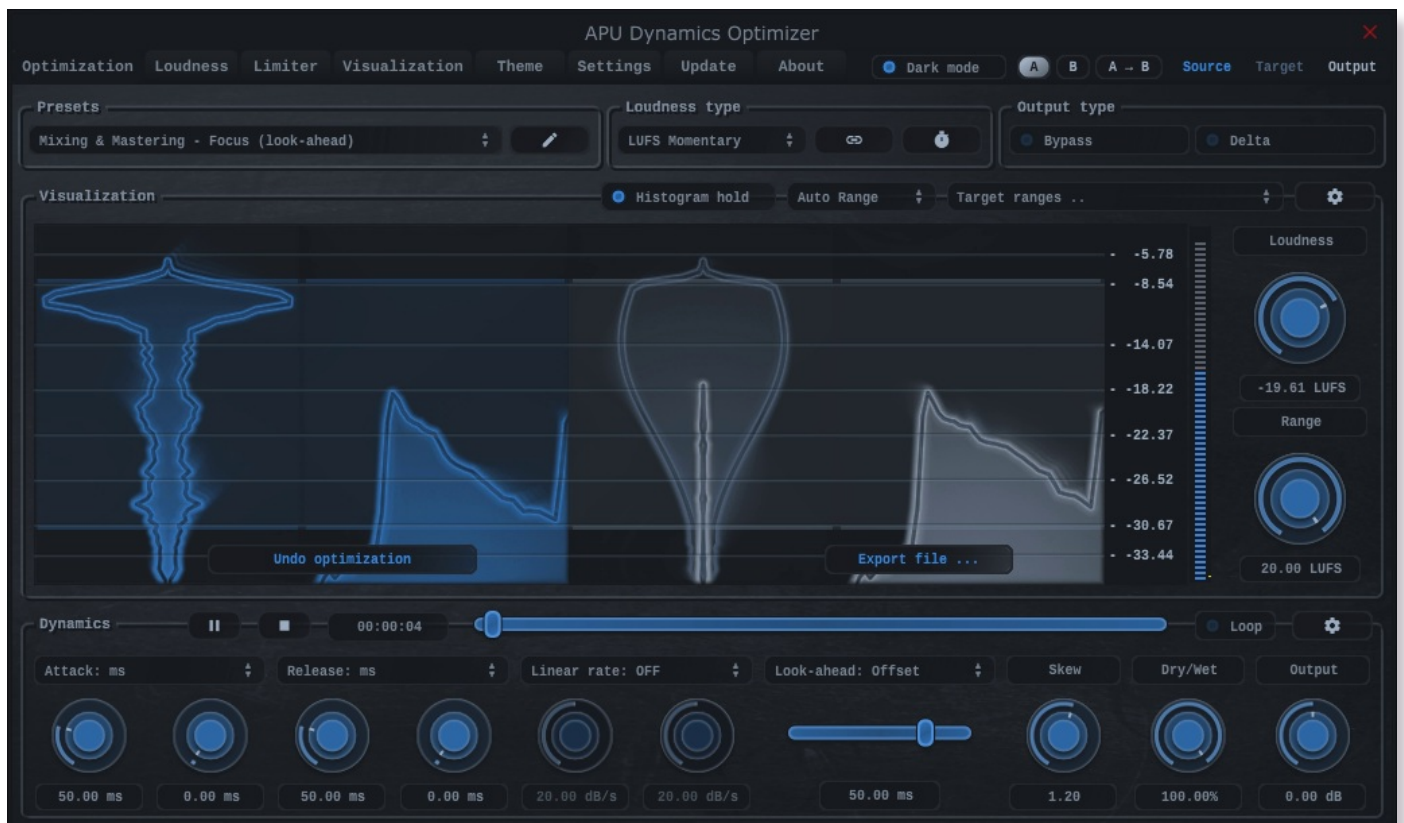 APU Dynamics Optimizer
Optimization Loudness Limiter Visualization Theme Settings Update About Dark mode A B A → B Source Target Output
Presets Loudness type Output type
Mixing & Mastering - Focus (look-ahead) LUFS Momentary Bypass Delta
Visualization Histogram hold Auto Range Target ranges ..
Loudness
- -5.78
- -8.54
- -14.07
- -18.22
-19.61 LUFS
Range
- -22.37
- -26.52
- -30.67
- -33.44
Undo optimization Export file ...
20.00 LUFS
Dynamics 00:00:04 Loop
Attack: ms Release: ms Linear rate: OFF Look-ahead: Offset Skew Dry/Wet Output
50.00 ms 0.00 ms 50.00 ms 0.00 ms 20.00 dB/s 20.00 dB/s 50.00 ms 1.20 100.00% 0.00 dB